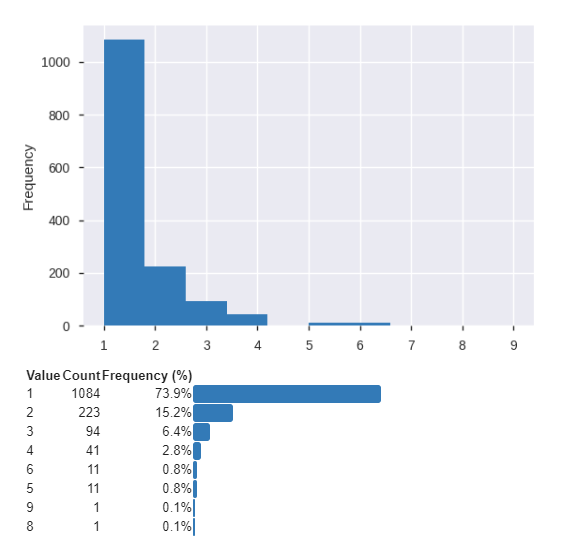 1000
800
600
400
200
0
Frequency
1 2 3 4 5 6 7 8 9
Value Count Frequency (%)
1 1084 73.9%
2 223 15.2%
3 94 6.4%
4 41 2.8%
6 11 0.8%
5 11 0.8%
9 1 0.1%
8 1 0.1%